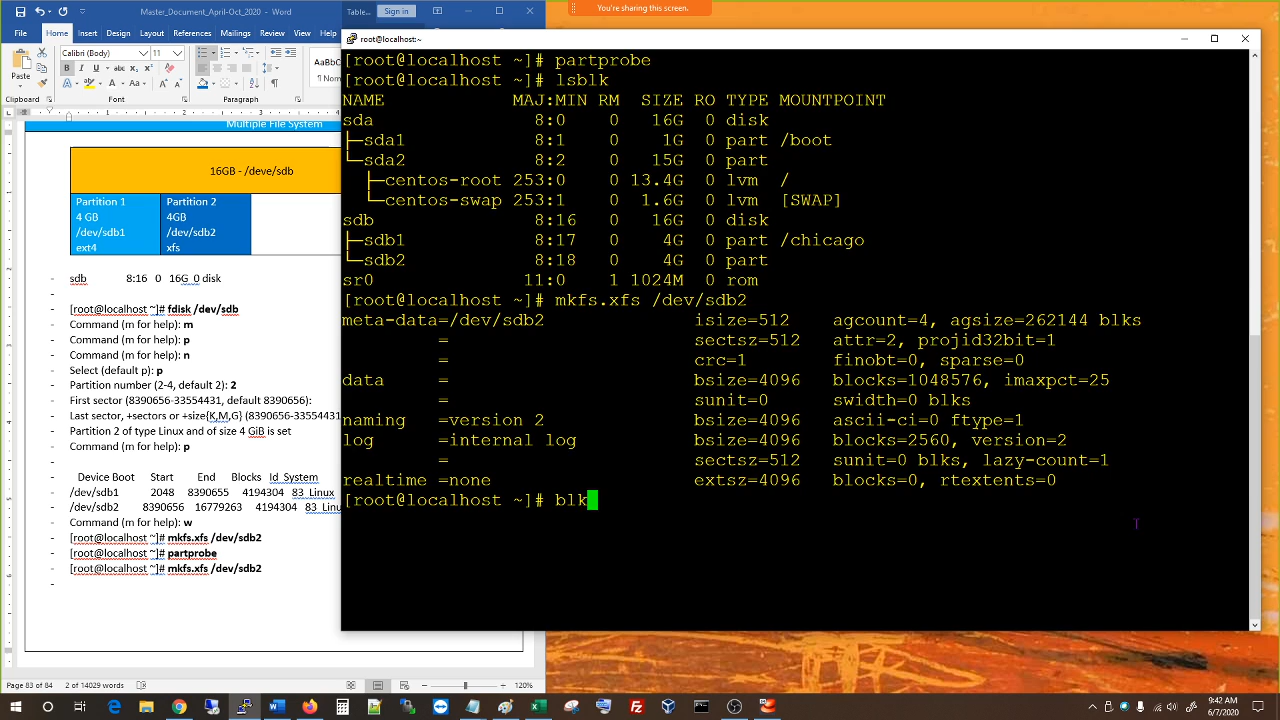 Master_Document_April-Oct_2020 - Word
Table...
Sign in
You're sharing this screen.
File Home Insert Design Layout References Mailings Review View
Calibri (Body) 11
Paste
B I U
¶ Norm
AaBbC
Clipboard Font Paragraph
root@localhost:~
Multiple File System
16GB - /deve/sdb
Partition 1
4 GB
/dev/sdb1
ext4
Partition 2
4GB
/dev/sdb2
xfs
- sdb 8:16 0 16G 0 disk
-
- [root@localhost ~]# fdisk /dev/sdb
- Command (m for help): m
- Command (m for help): p
- Command (m for help): n
- Select (default p): p
- Partition number (2-4, default 2): 2
- First sector (8390656-33554431, default 8390656):
- Last sector, +sectors or +size{K,M,G} (8390656-33554431
- Partition 2 of type Linux and of size 4 GiB is set
- Command (m for help): p
-
- Device Boot Start End Blocks Id System
- /dev/sdb1 2048 8390655 4194304 83 Linux
- /dev/sdb2 8390656 16779263 4194304 83 Linu
- Command (m for help): w
- [root@localhost ~]# mkfs.xfs /dev/sdb2
- [root@localhost ~]# partprobe
- [root@localhost ~]# mkfs.xfs /dev/sdb2
-
Page 83 of 84 2 of 14029 words 120%
[root@localhost ~]# partprobe
[root@localhost ~]# lsblk
NAME MAJ:MIN RM SIZE RO TYPE MOUNTPOINT
sda 8:0 0 16G 0 disk
├─sda1 8:1 0 1G 0 part /boot
└─sda2 8:2 0 15G 0 part
├─centos-root 253:0 0 13.4G 0 lvm /
└─centos-swap 253:1 0 1.6G 0 lvm [SWAP]
sdb 8:16 0 16G 0 disk
├─sdb1 8:17 0 4G 0 part /chicago
└─sdb2 8:18 0 4G 0 part
sr0 11:0 1 1024M 0 rom
[root@localhost ~]# mkfs.xfs /dev/sdb2
meta-data=/dev/sdb2 isize=512 agcount=4, agsize=262144 blks
= sectsz=512 attr=2, projid32bit=1
= crc=1 finobt=0, sparse=0
data = bsize=4096 blocks=1048576, imaxpct=25
= sunit=0 swidth=0 blks
naming =version 2 bsize=4096 ascii-ci=0 ftype=1
log =internal log bsize=4096 blocks=2560, version=2
= sectsz=512 sunit=0 blks, lazy-count=1
realtime =none extsz=4096 blocks=0, rtextents=0
[root@localhost ~]# blk
9:42 AM
6/7/2020